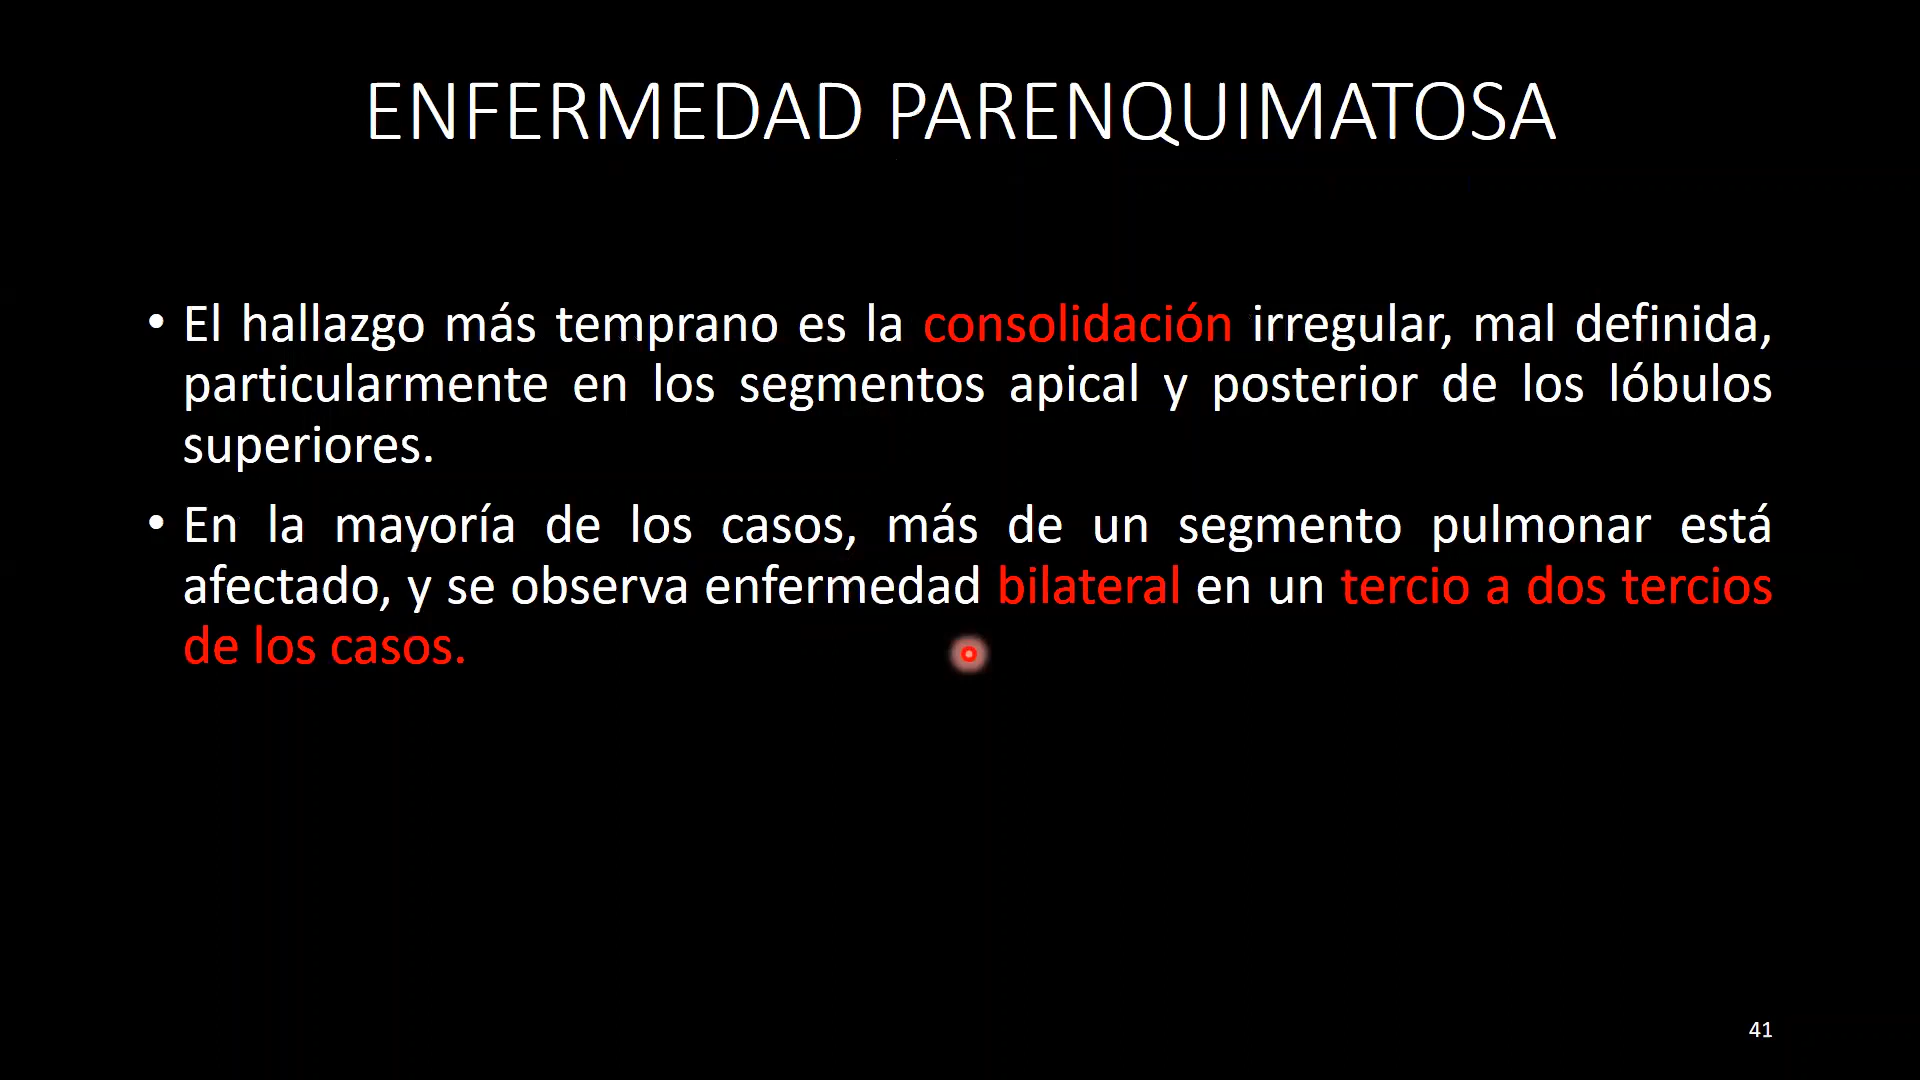 ENFERMEDAD PARENQUIMATOSA
• El hallazgo más temprano es la consolidación irregular, mal definida,
particularmente en los segmentos apical y posterior de los lóbulos
superiores.
• En la mayoría de los casos, más de un segmento pulmonar está
afectado, y se observa enfermedad bilateral en un tercio a dos tercios
de los casos.
41